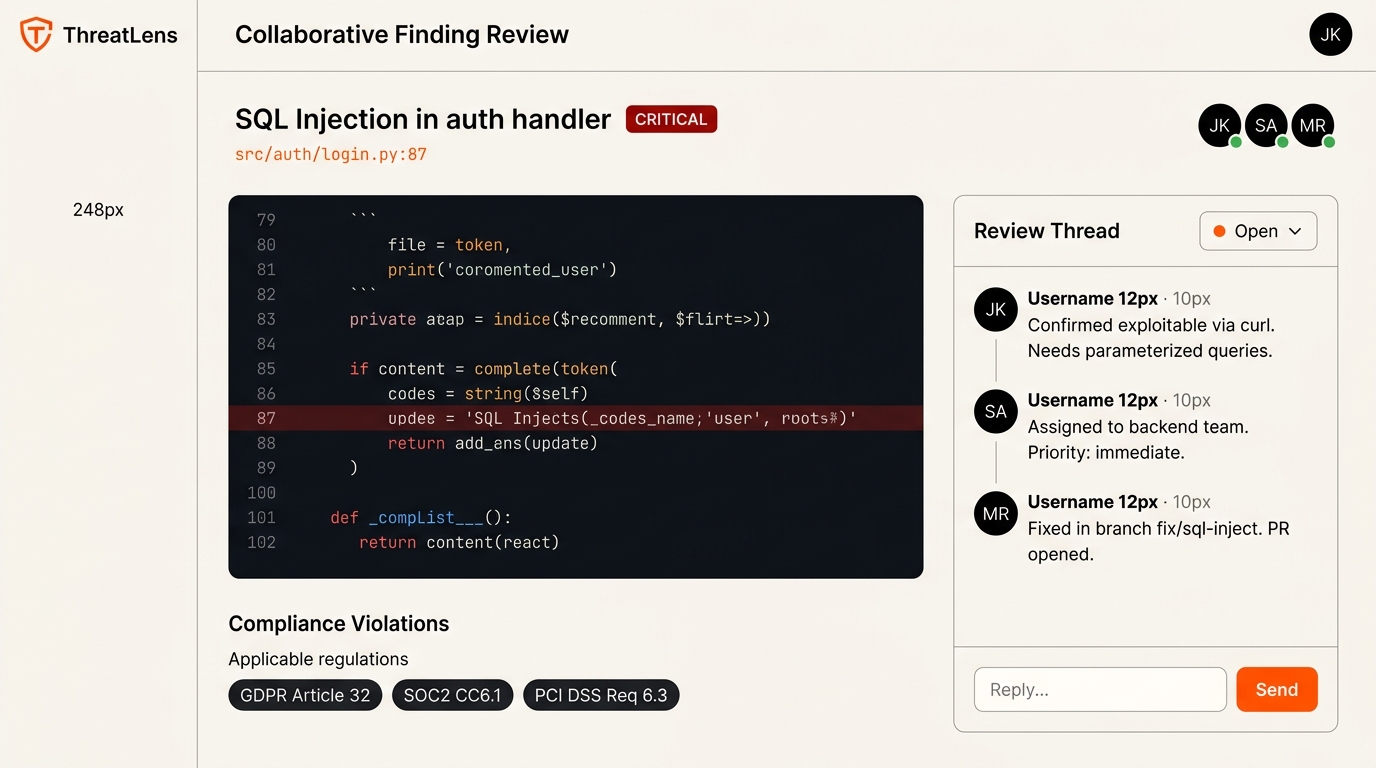 ThreatLens
Collaborative Finding Review
JK
SQL Injection in auth handler CRITICAL
src/auth/login.py:87
JK SA MR
248px
79 ```
80 file = token,
81 print('coromented_user')
82 ```
83 private = indice($recomment, $flirt=>))
84
85 if content = complete(token(
86 codes = string($self)
87 = 'SQL Injects(_codes_name;'user',
88 return add_ans(update)
89 )
100
101 def _compList___():
102 return content(react)
Compliance Violations
Applicable regulations
GDPR Article 32 SOC2 CC6.1 PCI DSS Req 6.3
Review Thread Open
JK Username 12px · 10px
Confirmed exploitable via curl.
Needs parameterized queries.
SA Username 12px · 10px
Assigned to backend team.
Priority: immediate.
MR Username 12px · 10px
Fixed in branch fix/sql-inject. PR
opened.
Reply... Send